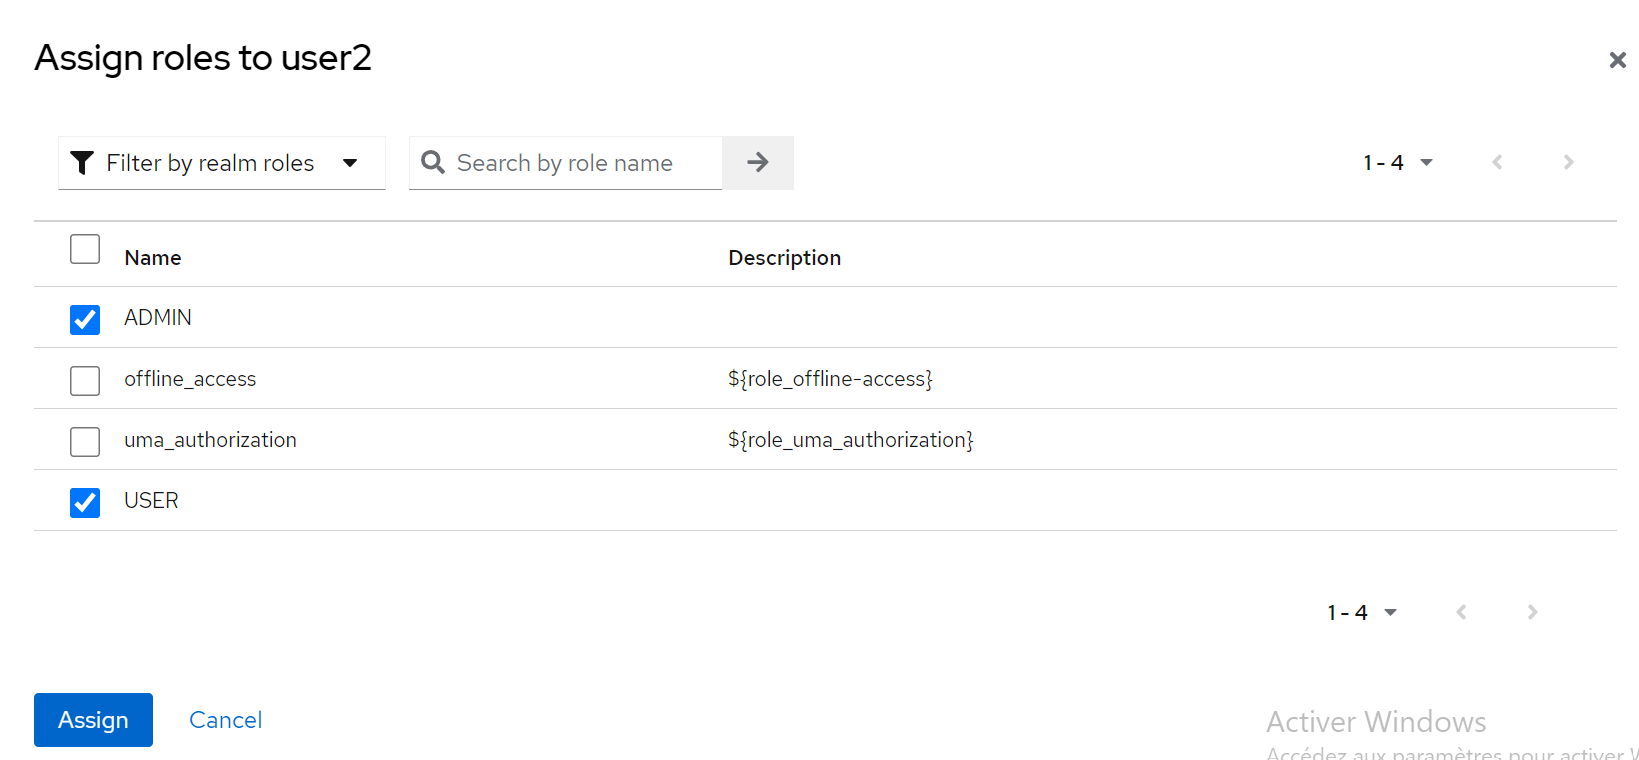 Assign roles to user2
Filter by realm roles
Search by role name
1 - 4
Name Description
ADMIN
offline_access ${role_offline-access}
uma_authorization ${role_uma_authorization}
USER
1 - 4
Assign Cancel
Activer Windows
Accédez aux paramètres pour activer